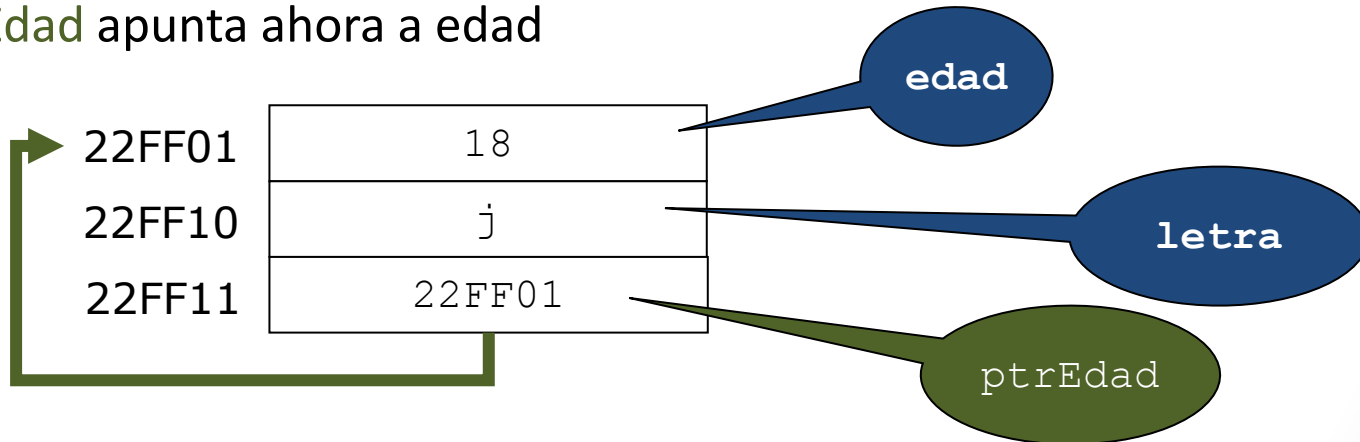 Edad apunta ahora a edad
edad
22FF01 18
22FF10 j
letra
22FF11 22FF01
ptrEdad